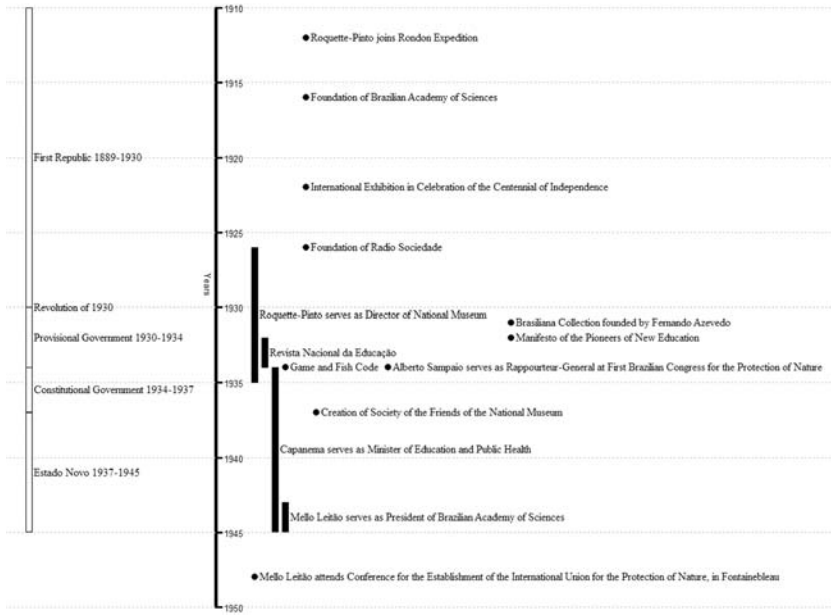 1910
Roquette-Pinto joins Rondon Expedition
1915
Foundation of Brazilian Academy of Sciences
First Republic 1889-1930
1920
International Exhibition in Celebration of the Centennial of Independence
1925
Foundation of Radio Sociedade
Years
Revolution of 1930
1930
Roquette-Pinto serves as Director of National Museum
Brasiliana Collection founded by Fernando Azevedo
Provisional Government 1930-1934
Manifesto of the Pioneers of New Education
Revista Nacional da Educação
Game and Fish Code
Alberto Sampaio serves as Rappourteur-General at First Brazilian Congress for the Protection of Nature
1935
Constitutional Government 1934-1937
Creation of Society of the Friends of the National Museum
Capanema serves as Minister of Education and Public Health
1940
Estado Novo 1937-1945
Mello Leitão serves as President of Brazilian Academy of Sciences
1945
Mello Leitão attends Conference for the Establishment of the International Union for the Protection of Nature, in Fontainebleau
1950